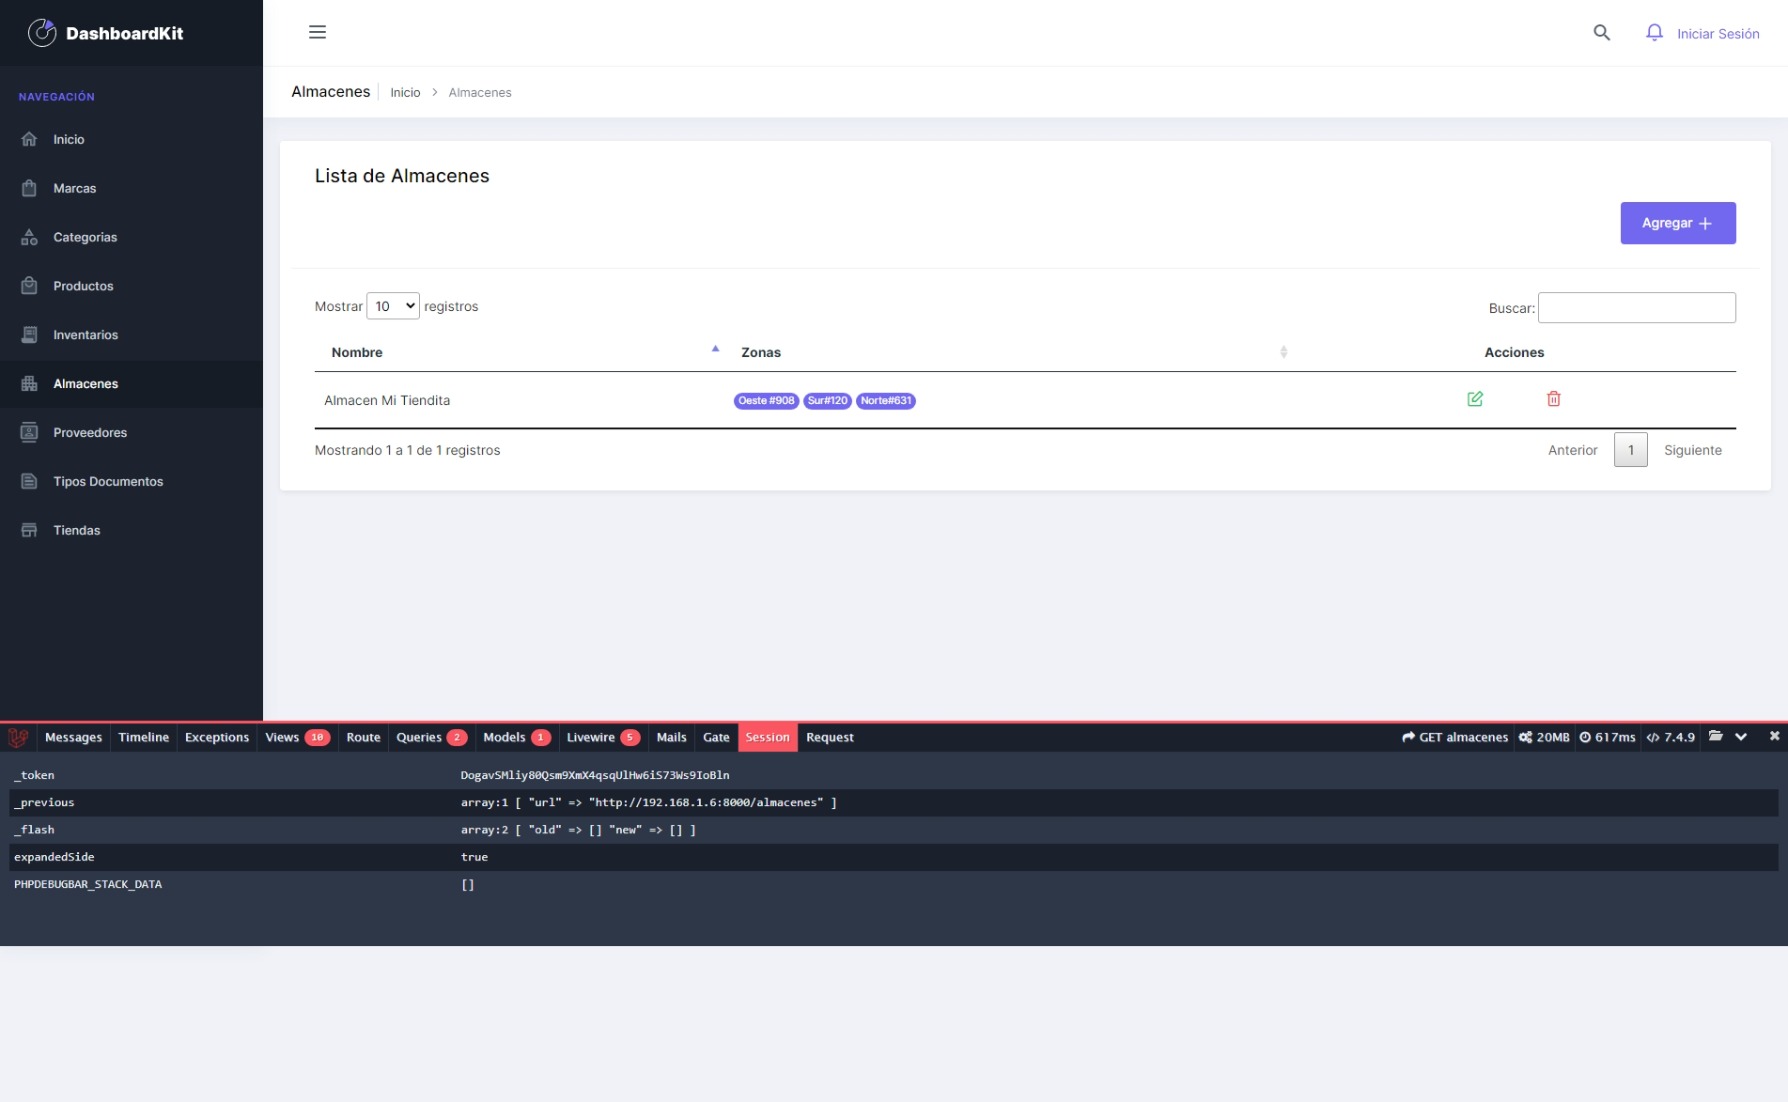 DashboardKit
Iniciar Sesión
NAVEGACIÓN
Inicio
Marcas
Categorias
Productos
Inventarios
Almacenes
Proveedores
Tipos Documentos
Tiendas
Almacenes Inicio > Almacenes
Lista de Almacenes
Agregar +
Mostrar 10 registros
Buscar:
Nombre Zonas Acciones
Almacen Mi Tiendita Oeste #908 Sur#120 Norte#631
Mostrando 1 a 1 de 1 registros
Anterior 1 Siguiente
Messages Timeline Exceptions Views 10 Route Queries 2 Models 1 Livewire 5 Mails Gate Session Request GET almacenes 20MB 617ms </> 7.4.9
_token DogavSMliy80Qsm9XmX4qsqUlHw6iS73Ws9IoBln
_previous array:1 [ "url" => "http://192.168.1.6:8000/almacenes" ]
_flash array:2 [ "old" => [] "new" => [] ]
expandedSide true
PHPDEBUGBAR_STACK_DATA []